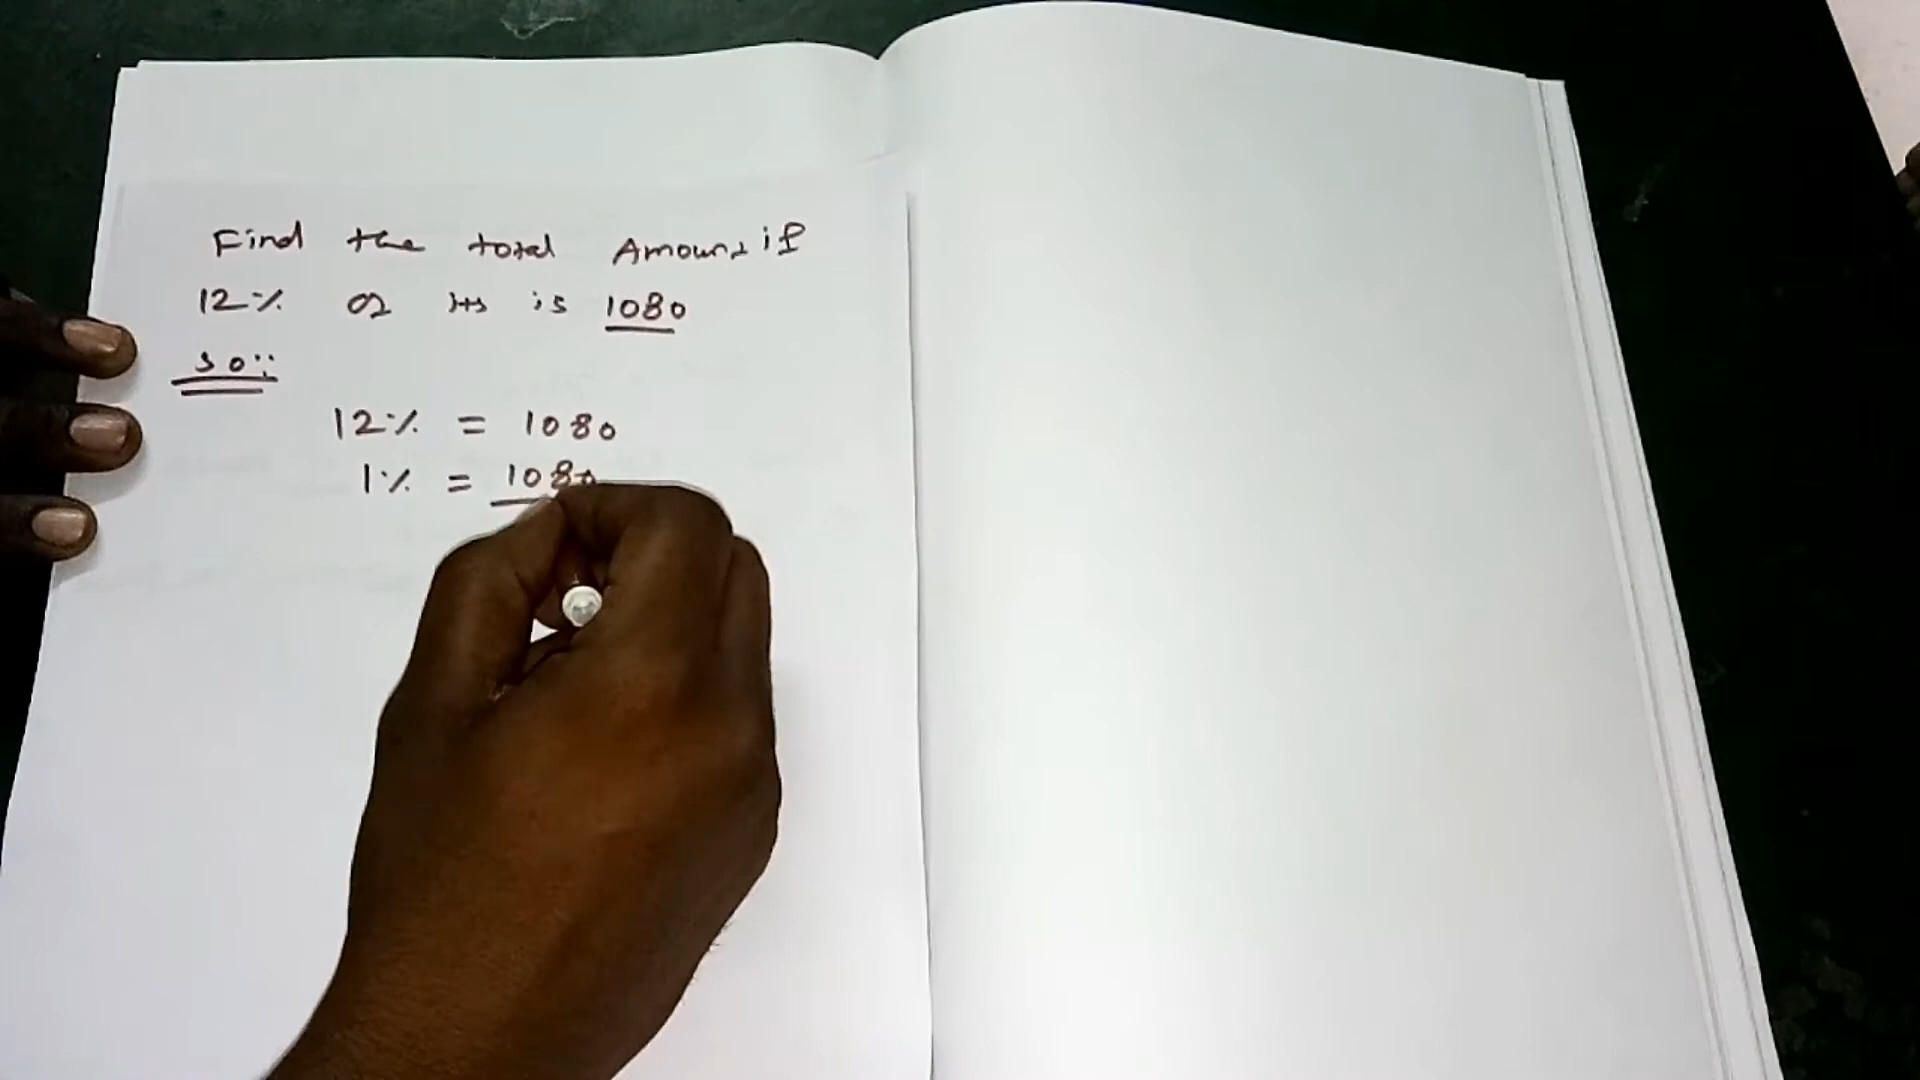 Find the total Amount if
12% of its is 1080
Sol:
12% = 1080
1% = 1080